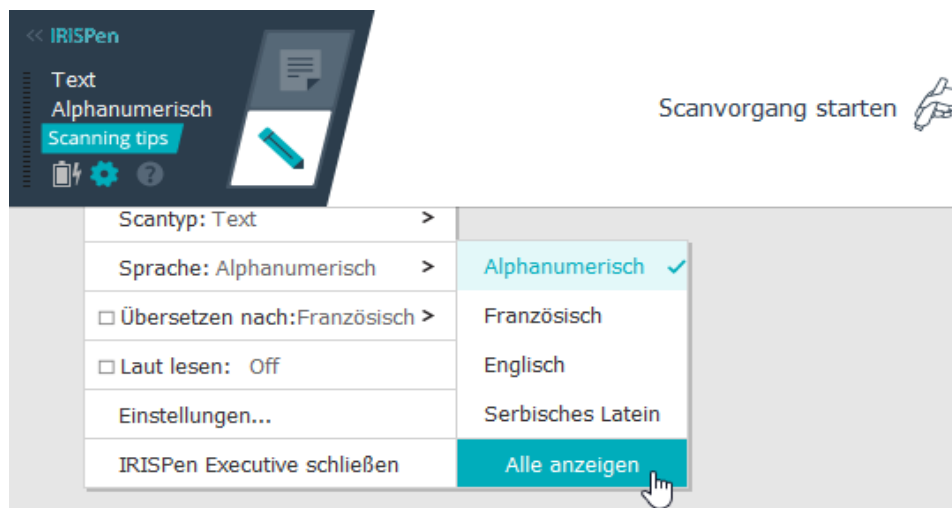 << IRISPen
Text
Alphanumerisch
Scanning tips
?
Scanvorgang starten
Scantyp: Text >
Sprache: Alphanumerisch >
Übersetzen nach:Französisch >
Laut lesen: Off
Einstellungen...
IRISPen Executive schließen
Alphanumerisch
Französisch
Englisch
Serbisches Latein
Alle anzeigen